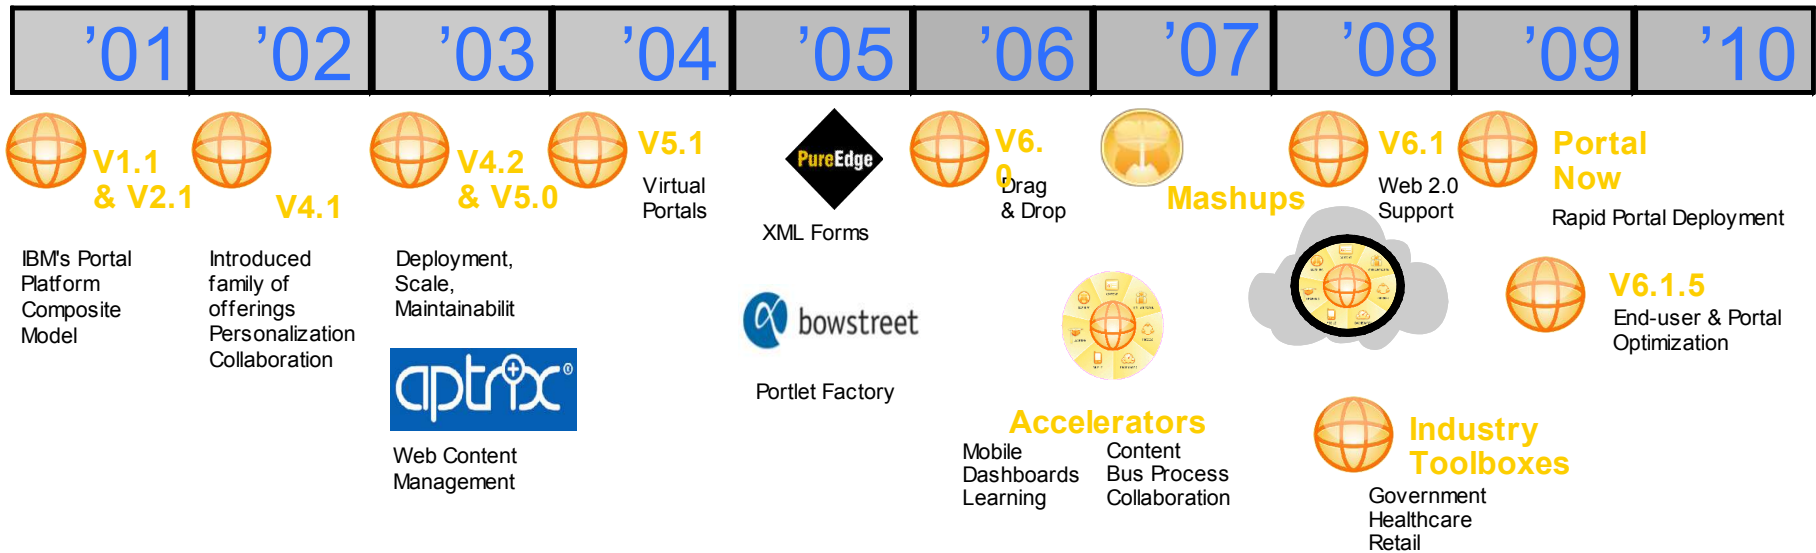 ’01 ’02 ’03 ’04 ’05 ’06 ’07 ’08 ’09 ’10
V1.1
& V2.1
IBM's Portal
Platform
Composite
Model
V4.1
Introduced
family of
offerings
Personalization
Collaboration
V4.2
& V5.0
Deployment,
Scale,
Maintainabilit
aptrix®
Web Content
Management
V5.1
Virtual
Portals
PureEdge
XML Forms
bowstreet
Portlet Factory
V6.
0
Drag
& Drop
Mashups
Accelerators
Mobile
Dashboards
Learning
Content
Bus Process
Collaboration
V6.1
Web 2.0
Support
Industry
Toolboxes
Government
Healthcare
Retail
Portal
Now
Rapid Portal Deployment
V6.1.5
End-user & Portal
Optimization